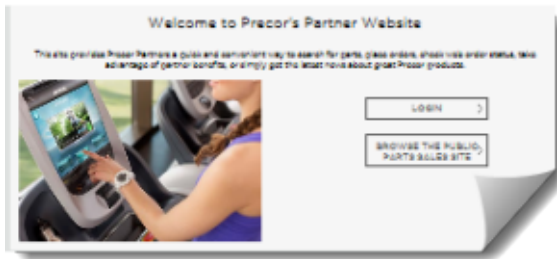 Welcome to Precor's Partner Website
This site provides Precor Partners a quick and convenient way to search for parts, place orders, check web order status, take
advantage of partner benefits, or simply get the latest news about great Precor products.
LOGIN
BROWSE THE PUBLIC
PARTS SALES SITE